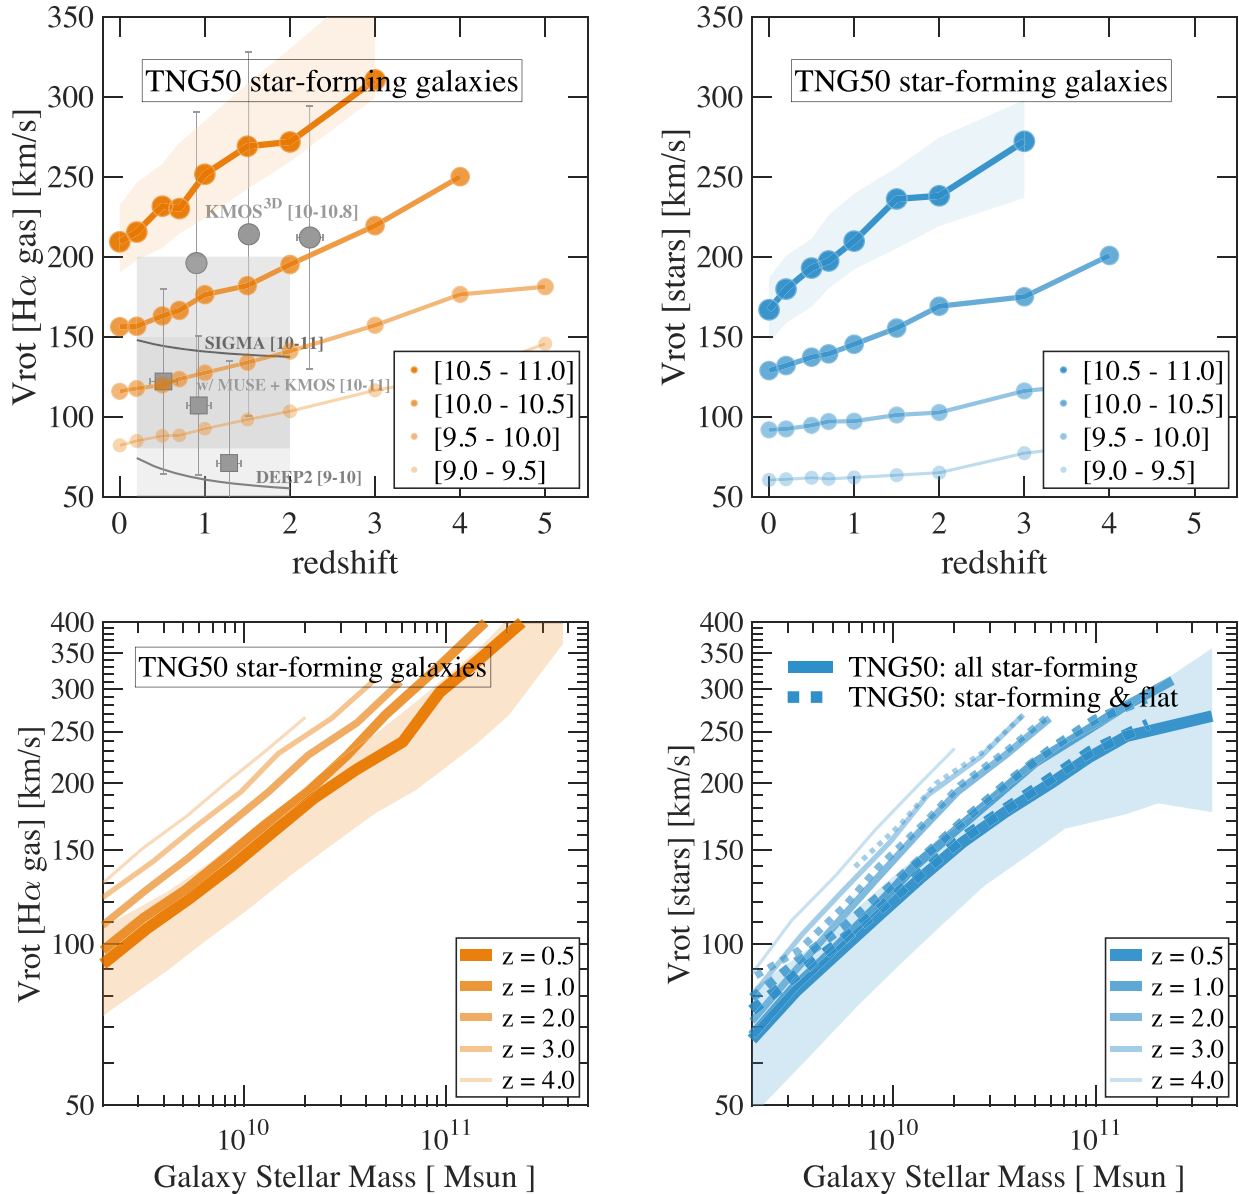 350
300
250
200
150
100
50
Vrot [Hα gas] [km/s]
TNG50 star-forming galaxies
KMOS3D [10-10.8]
SIGMA [10-11]
w/ MUSE + KMOS [10-11]
DEEP2 [9-10]
[10.5 - 11.0]
[10.0 - 10.5]
[9.5 - 10.0]
[9.0 - 9.5]
0 1 2 3 4 5
redshift
350
300
250
200
150
100
50
Vrot [stars] [km/s]
TNG50 star-forming galaxies
[10.5 - 11.0]
[10.0 - 10.5]
[9.5 - 10.0]
[9.0 - 9.5]
0 1 2 3 4 5
redshift
400
350
300
250
200
150
100
50
Vrot [Hα gas] [km/s]
TNG50 star-forming galaxies
z = 0.5
z = 1.0
z = 2.0
z = 3.0
z = 4.0
10^10 10^11
Galaxy Stellar Mass [ Msun ]
400
350
300
250
200
150
100
50
Vrot [stars] [km/s]
TNG50: all star-forming
TNG50: star-forming & flat
z = 0.5
z = 1.0
z = 2.0
z = 3.0
z = 4.0
10^10 10^11
Galaxy Stellar Mass [ Msun ]